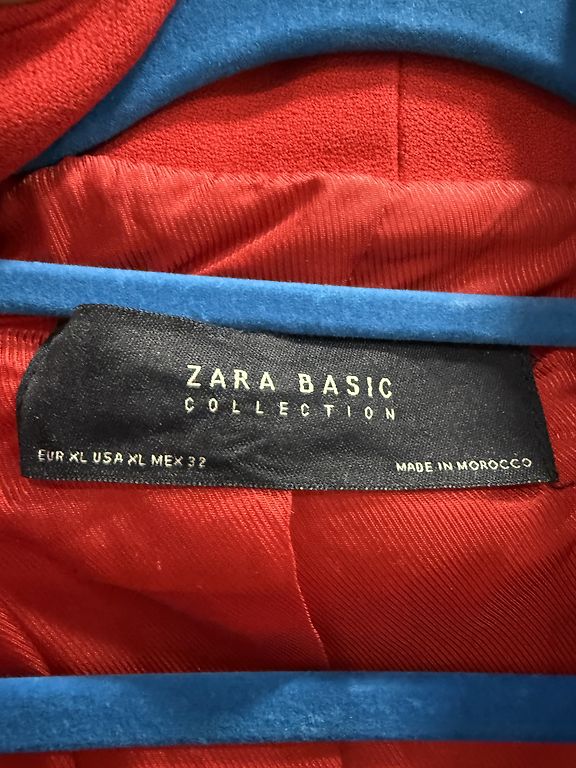 ZARA BASIC
COLLECTION
EUR XL USA XL MEX 32
MADE IN MOROCCO